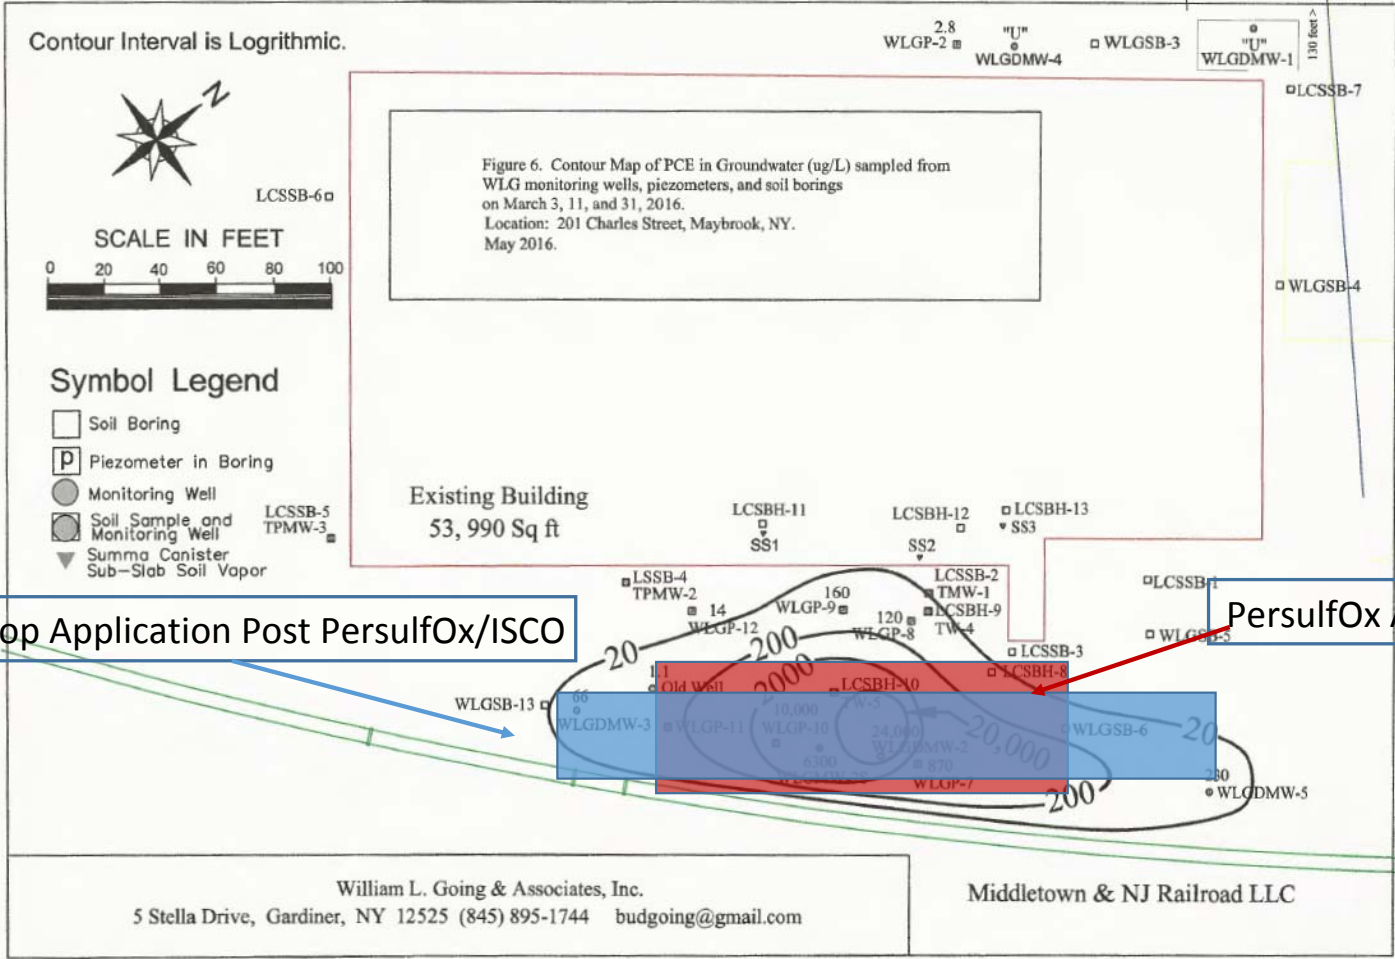 Contour Interval is Logrithmic.
N
2.8
WLGP-2
"U"
WLGDMW-4
WLGSB-3
"U"
WLGDMW-1
130 feet >
LCSSB-7
LCSSB-6
SCALE IN FEET
0 20 40 60 80 100
Figure 6. Contour Map of PCE in Groundwater (ug/L) sampled from
WLG monitoring wells, piezometers, and soil borings
on March 3, 11, and 31, 2016.
Location: 201 Charles Street, Maybrook, NY.
May 2016.
WLGSB-4
Symbol Legend
Soil Boring
P Piezometer in Boring
Monitoring Well
Soil Sample and
Monitoring Well
Summa Canister
Sub-Slab Soil Vapor
LCSSB-5
TPMW-3
Existing Building
53, 990 Sq ft
LCSBH-11
SS1
LCSBH-12
SS2
LCSBH-13
SS3
LSSB-4
TPMW-2
14
WLGP-12
160
WLGP-9
120
WLGP-8
LCSSB-2
TMW-1
LCSBH-9
TW-4
LCSSB-1
WLGSB-5
op Application Post PersulfOx/ISCO
PersulfOx A
20
200
2000
LCSSB-3
LCSBH-8
1.1
Old Well
LCSBH-10
TW-5
WLGSB-13
66
WLGDMW-3
WLGP-11
10,000
WLGP-10
24,000
WLGDMW-2
20,000
WLGSB-6
20
6300
870
WLGP-7
200
230
WLGDMW-5
William L. Going & Associates, Inc.
5 Stella Drive, Gardiner, NY 12525 (845) 895-1744 budgoing@gmail.com
Middletown & NJ Railroad LLC